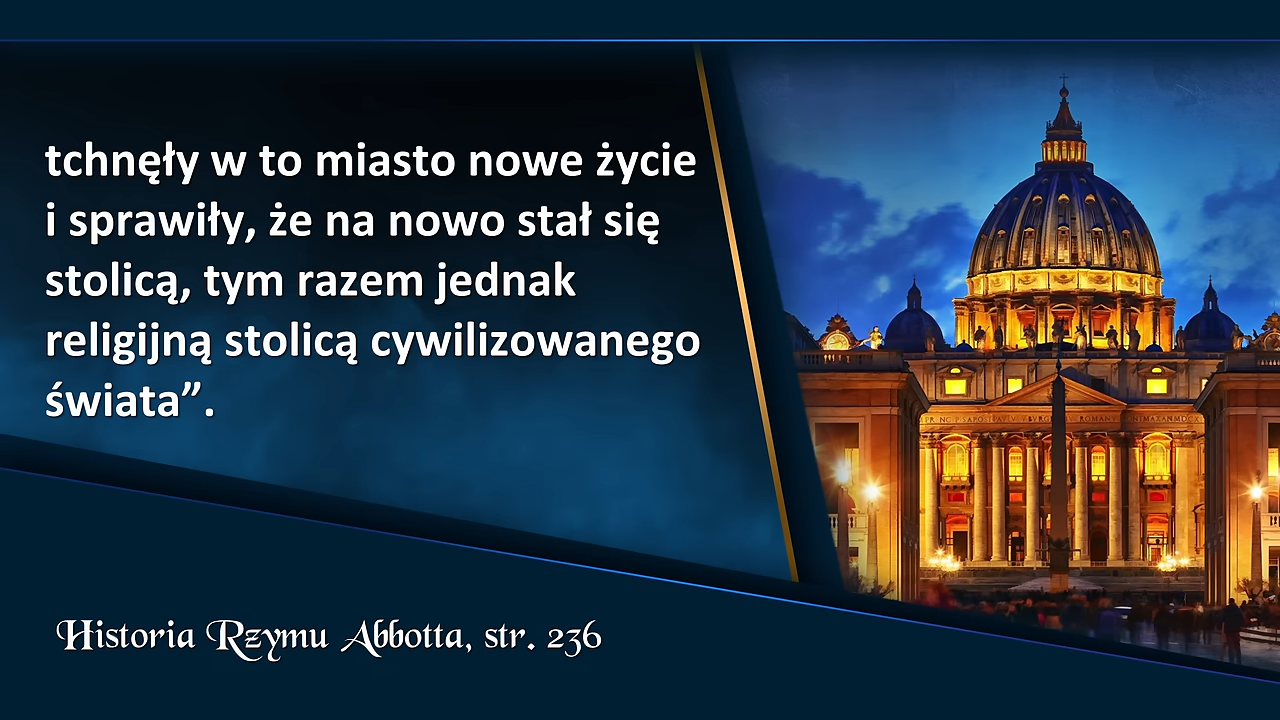 tchnęły w to miasto nowe życie
i sprawiły, że na nowo stał się
stolicą, tym razem jednak
religijną stolicą cywilizowanego
świata”.
Historia Rzymu Abbotta, str. 236